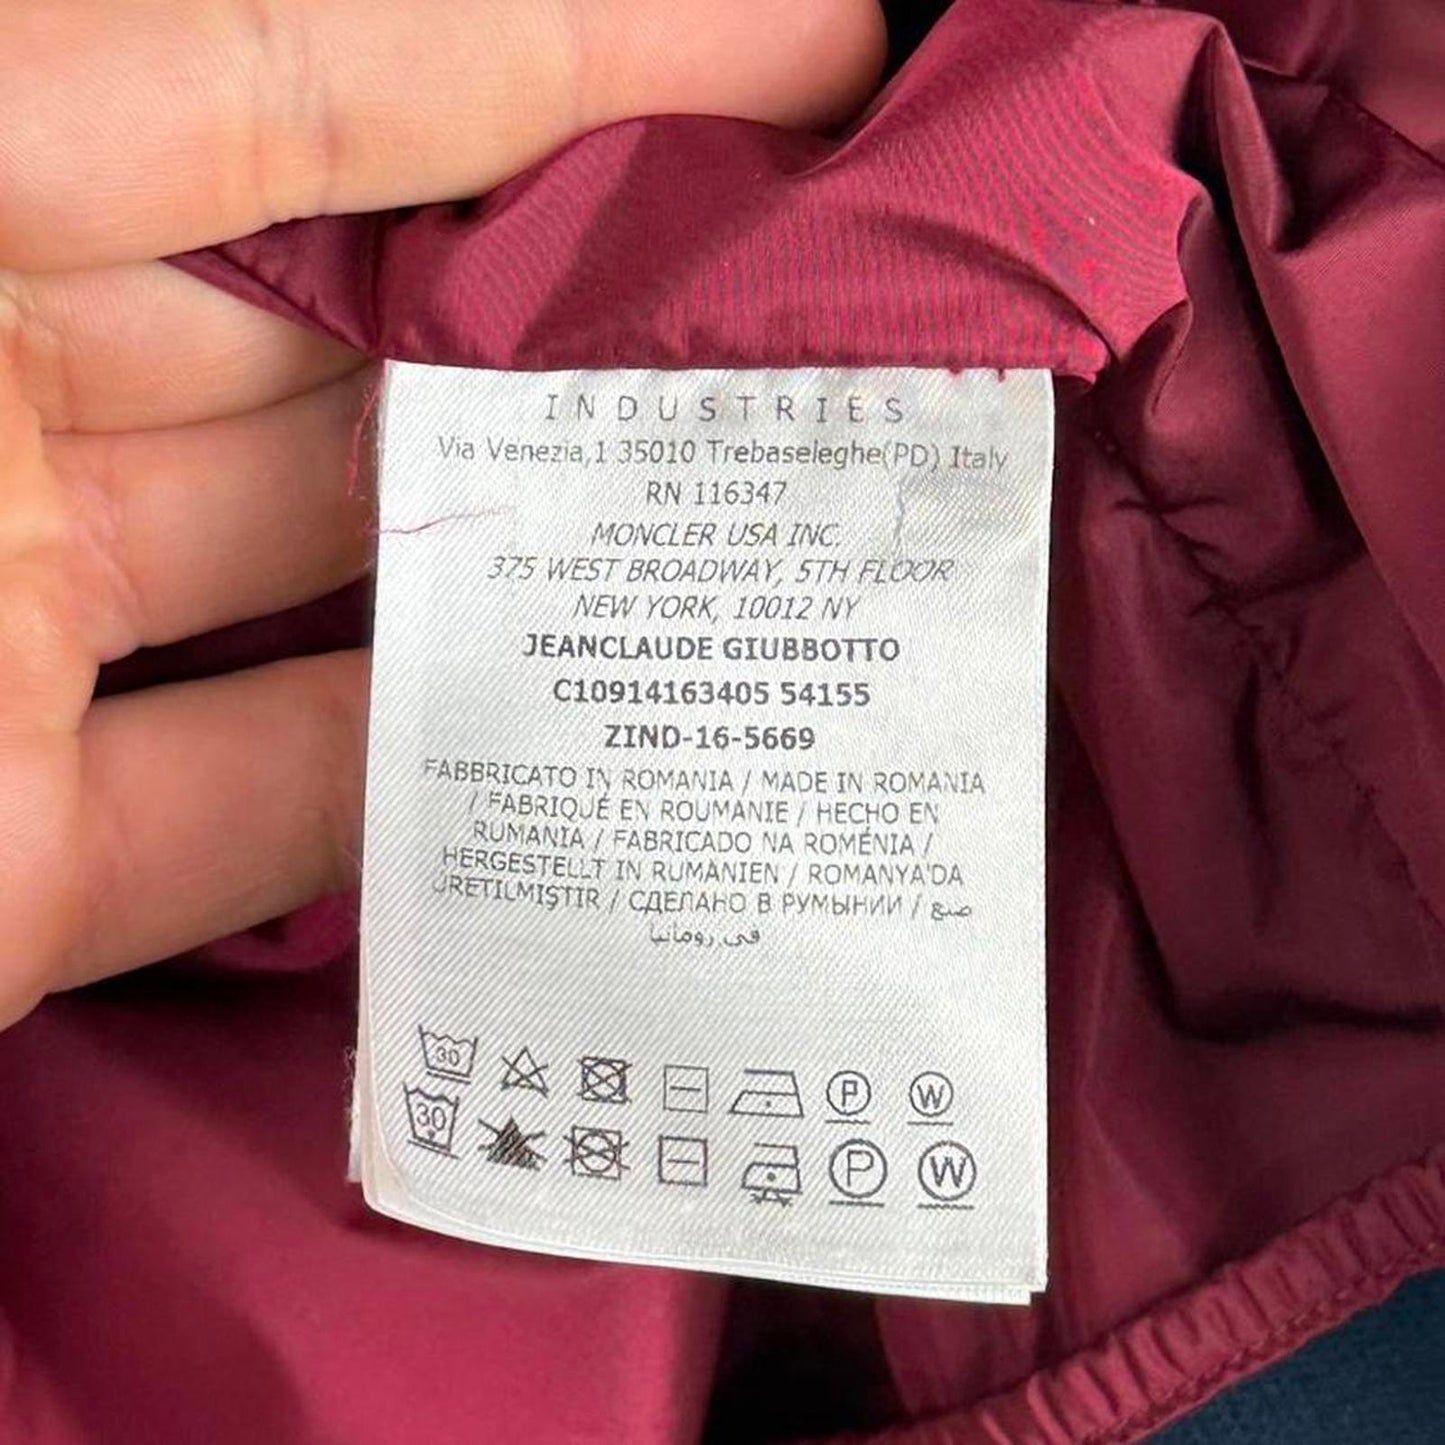 INDUSTRIES
Via Venezia,1 35010 Trebaseleghe(PD) Italy
RN 116347
MONCLER USA INC.
375 WEST BROADWAY, 5TH FLOOR
NEW YORK, 10012 NY
JEANCLAUDE GIUBBOTTO
C10914163405 54155
ZIND-16-5669
FABBRICATO IN ROMANIA / MADE IN ROMANIA
/ FABRIQUÉ EN ROUMANIE / HECHO EN
RUMANIA / FABRICADO NA ROMÉNIA /
HERGESTELLT IN RUMÄNIEN / ROMANYA'DA
ÜRETILMIŞTIR / СДЕЛАНО В РУМЫНИИ / صنع
في رومانيا
30 P W
30 P W